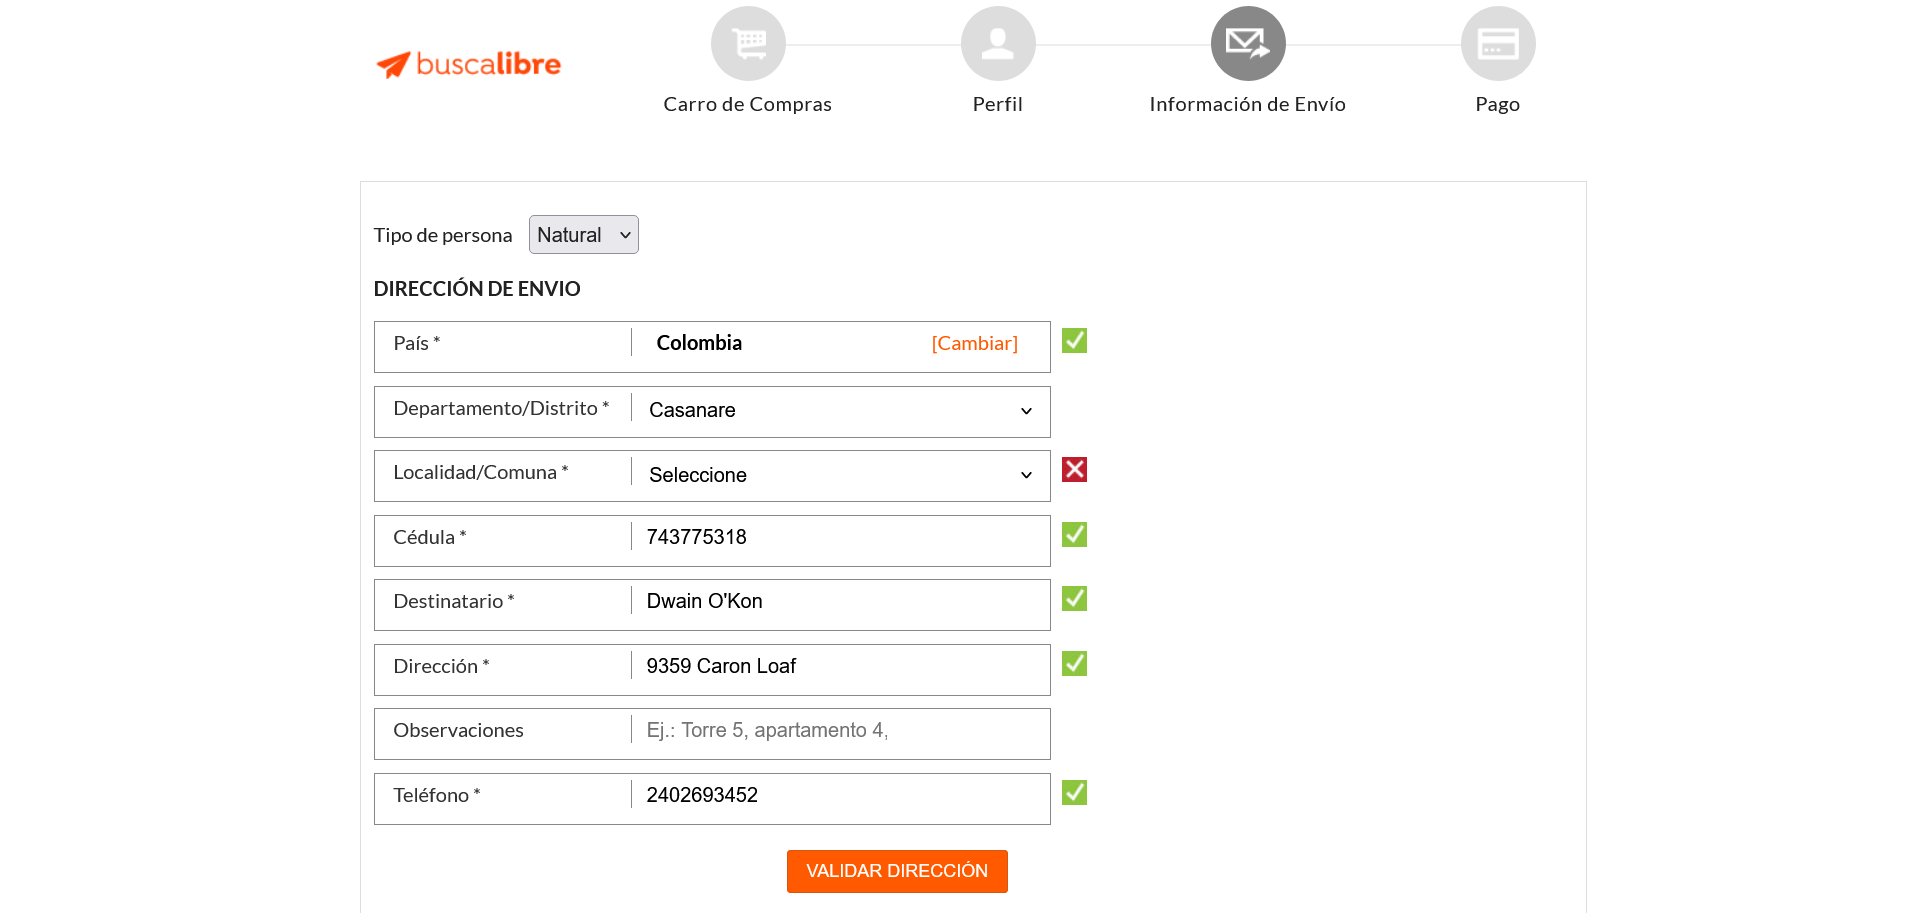 buscalibre
Carro de Compras
Perfil
Información de Envío
Pago
Tipo de persona Natural
DIRECCIÓN DE ENVIO
País * Colombia [Cambiar]
Departamento/Distrito * Casanare
Localidad/Comuna * Seleccione
Cédula * 743775318
Destinatario * Dwain O'Kon
Dirección * 9359 Caron Loaf
Observaciones Ej.: Torre 5, apartamento 4,
Teléfono * 2402693452
VALIDAR DIRECCIÓN